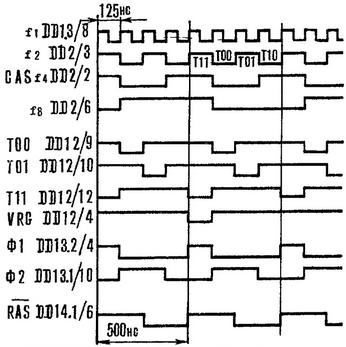 125нс
f1 DD1.3/8
f2 DD2/3
T11 T00 T01 T10
CAS f4 DD2/2
f8 DD2/6
T00 DD12/9
T01 DD12/10
T11 DD12/12
VRG DD12/4
Ф1 DD13.2/4
Ф2 DD13.1/10
RAS DD14.1/6
500нс